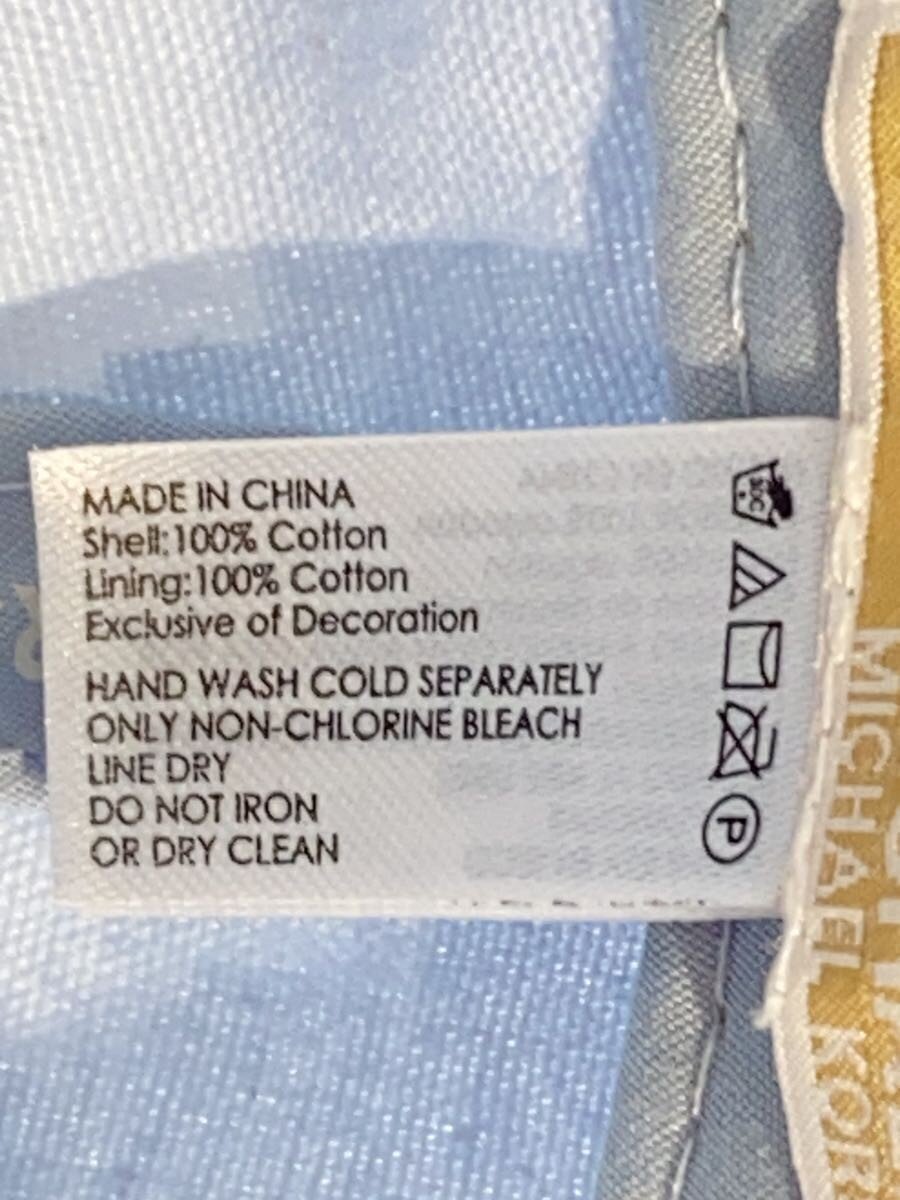 MADE IN CHINA
Shell:100% Cotton
Lining:100% Cotton
Exclusive of Decoration
HAND WASH COLD SEPARATELY
ONLY NON-CHLORINE BLEACH
LINE DRY
DO NOT IRON
OR DRY CLEAN
30C
P
MICHAEL KOR